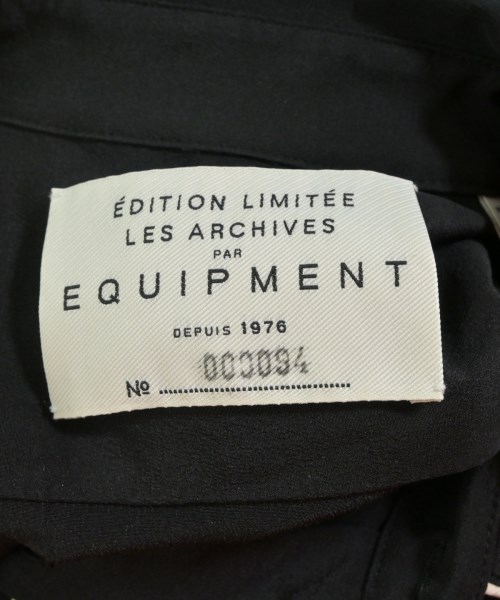 ÉDITION LIMITÉE
LES ARCHIVES
PAR
EQUIPMENT
DEPUIS 1976
Nº 000094